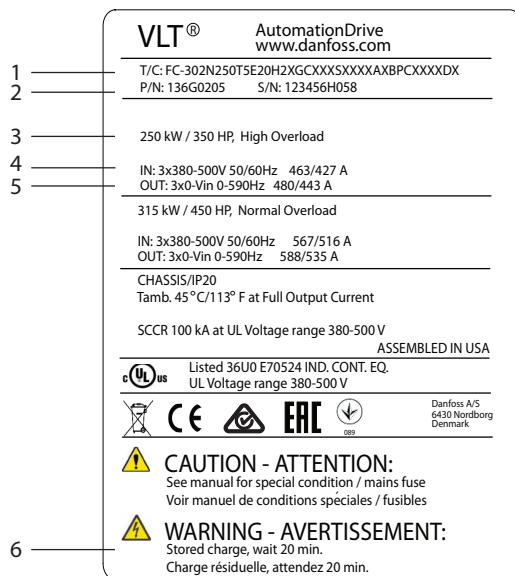 VLT® AutomationDrive
www.danfoss.com
1 T/C: FC-302N250T5E20H2XGCXXXSXXXXAXBPCXXXXDX
2 P/N: 136G0205 S/N: 123456H058
3 250 kW / 350 HP, High Overload
4 IN: 3x380-500V 50/60Hz 463/427 A
5 OUT: 3x0-Vin 0-590Hz 480/443 A
315 kW / 450 HP, Normal Overload
IN: 3x380-500V 50/60Hz 567/516 A
OUT: 3x0-Vin 0-590Hz 588/535 A
CHASSIS/IP20
Tamb. 45°C/113° F at Full Output Current
SCCR 100 kA at UL Voltage range 380-500 V
ASSEMBLED IN USA
c UL us Listed 36U0 E70524 IND. CONT. EQ.
UL Voltage range 380-500 V
CE EAC 089
Danfoss A/S
6430 Nordborg
Denmark
CAUTION - ATTENTION:
See manual for special condition / mains fuse
Voir manuel de conditions spéciales / fusibles
WARNING - AVERTISSEMENT:
6 Stored charge, wait 20 min.
Charge résiduelle, attendez 20 min.